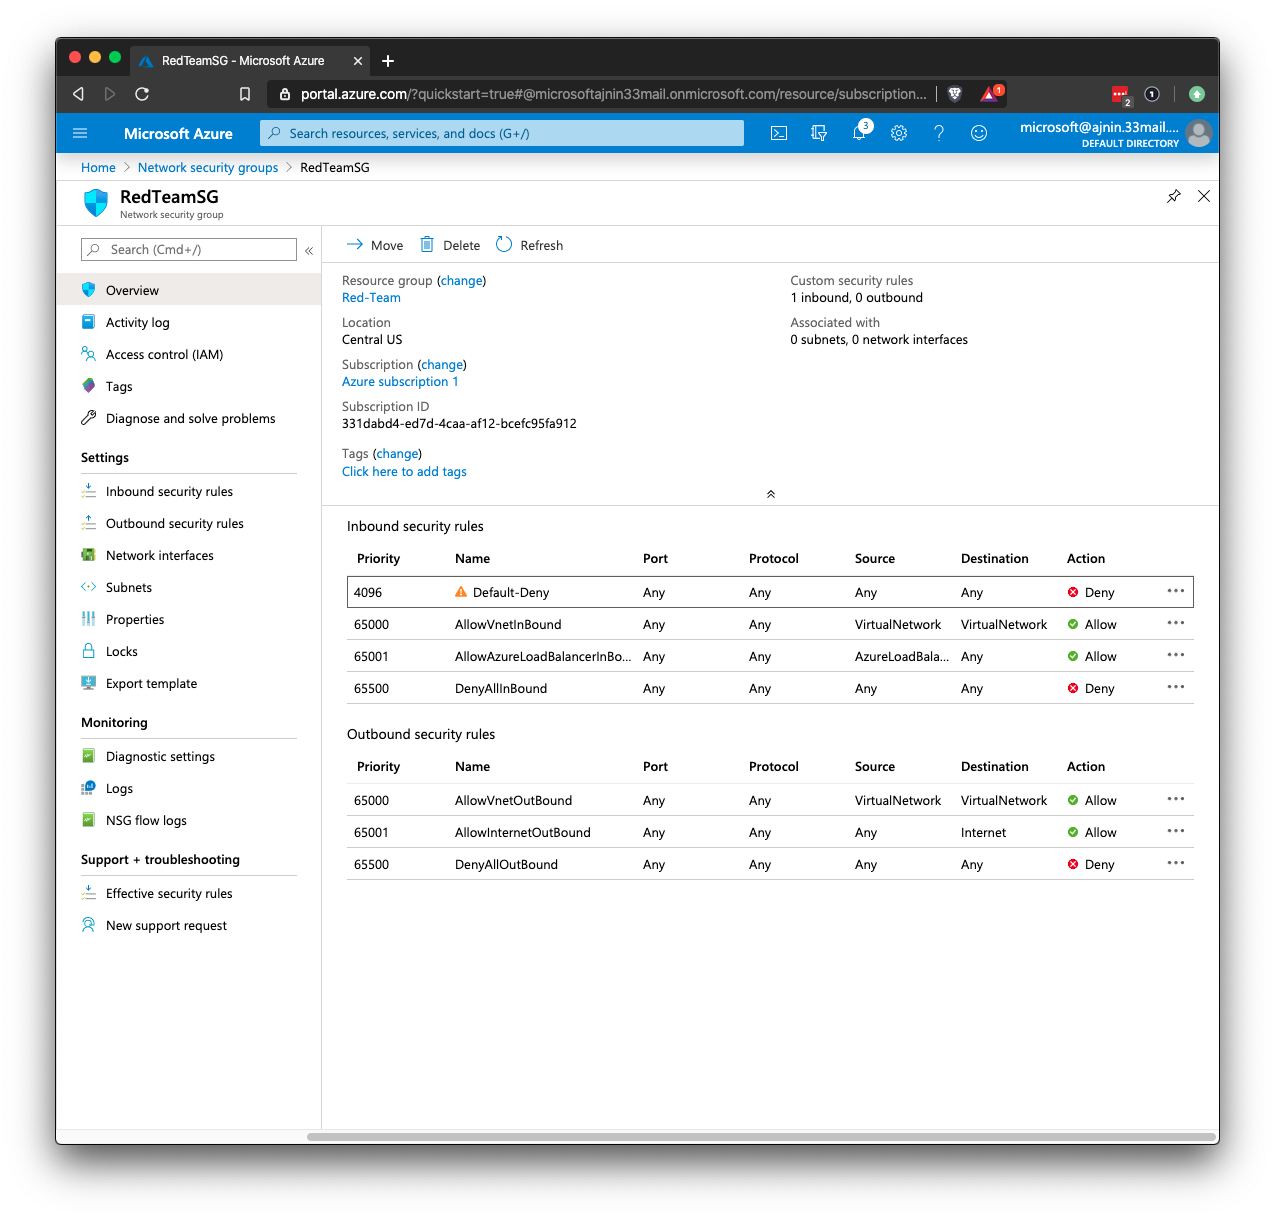 RedTeamSG - Microsoft Azure
portal.azure.com/?quickstart=true#@microsoftajnin33mail.onmicrosoft.com/resource/subscription...
1
2
1
Microsoft Azure
Search resources, services, and docs (G+/)
3
microsoft@ajnin.33mail....
DEFAULT DIRECTORY
Home > Network security groups > RedTeamSG
RedTeamSG
Network security group
Search (Cmd+/)
«
Overview
Activity log
Access control (IAM)
Tags
Diagnose and solve problems
Settings
Inbound security rules
Outbound security rules
Network interfaces
Subnets
Properties
Locks
Export template
Monitoring
Diagnostic settings
Logs
NSG flow logs
Support + troubleshooting
Effective security rules
New support request
Move Delete Refresh
Resource group (change)
Red-Team
Location
Central US
Subscription (change)
Azure subscription 1
Subscription ID
331dabd4-ed7d-4caa-af12-bcefc95fa912
Tags (change)
Click here to add tags
Custom security rules
1 inbound, 0 outbound
Associated with
0 subnets, 0 network interfaces
Inbound security rules
Priority Name Port Protocol Source Destination Action
4096 Default-Deny Any Any Any Any Deny ...
65000 AllowVnetInBound Any Any VirtualNetwork VirtualNetwork Allow ...
65001 AllowAzureLoadBalancerInBo... Any Any AzureLoadBala... Any Allow ...
65500 DenyAllInBound Any Any Any Any Deny ...
Outbound security rules
Priority Name Port Protocol Source Destination Action
65000 AllowVnetOutBound Any Any VirtualNetwork VirtualNetwork Allow ...
65001 AllowInternetOutBound Any Any Any Internet Allow ...
65500 DenyAllOutBound Any Any Any Any Deny ...